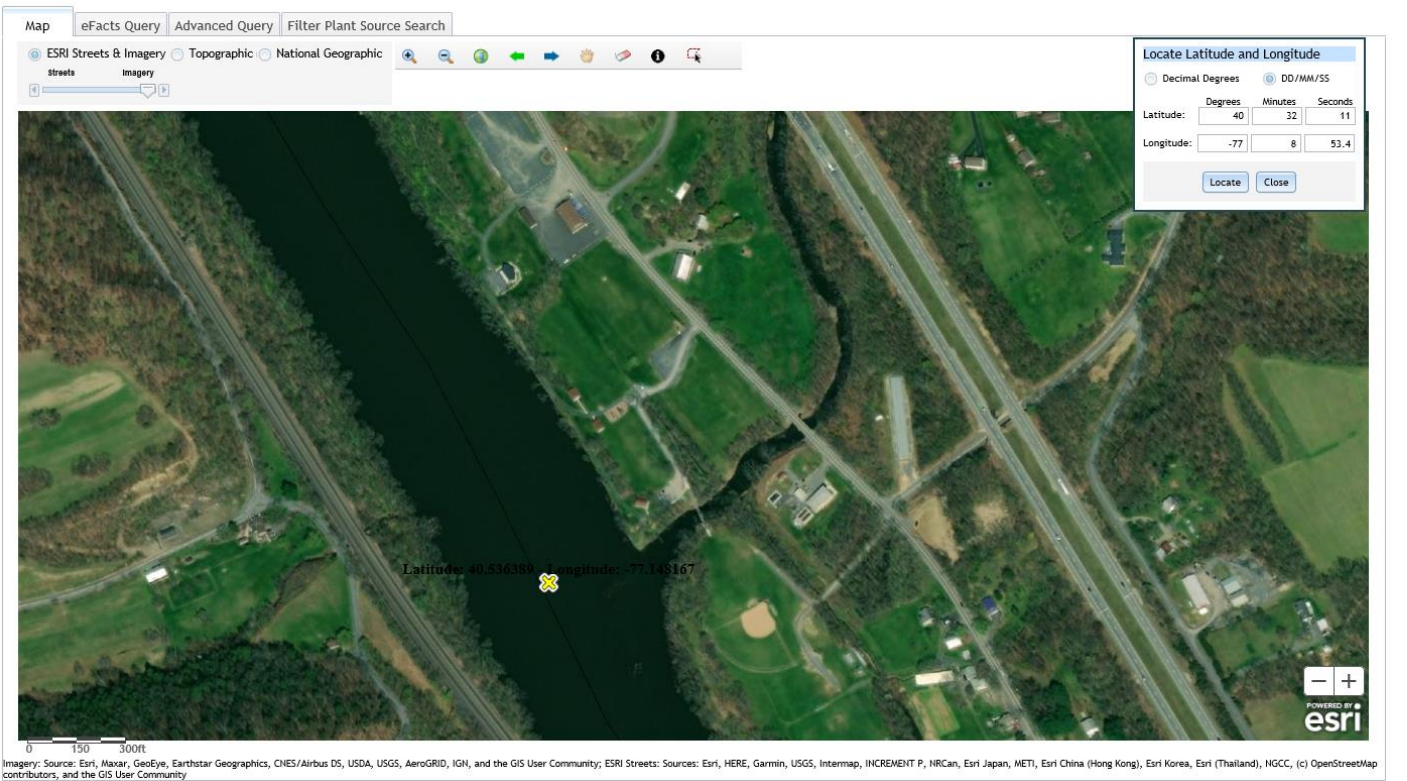 Map eFacts Query Advanced Query Filter Plant Source Search
ESRI Streets & Imagery Topographic National Geographic
Streets Imagery
Locate Latitude and Longitude
Decimal Degrees DD/MM/SS
Degrees Minutes Seconds
Latitude: 40 32 11
Longitude: -77 8 53.4
Locate Close
Latitude: 40.536389 - Longitude: -77.148167
POWERED BY
esri
0 150 300ft
Imagery: Source: Esri, Maxar, GeoEye, Earthstar Geographics, CNES/Airbus DS, USDA, USGS, AeroGRID, IGN, and the GIS User Community; ESRI Streets: Sources: Esri, HERE, Garmin, USGS, Intermap, INCREMENT P, NRCan, Esri Japan, METI, Esri China (Hong Kong), Esri Korea, Esri (Thailand), NGCC, (c) OpenStreetMap
contributors, and the GIS User Community